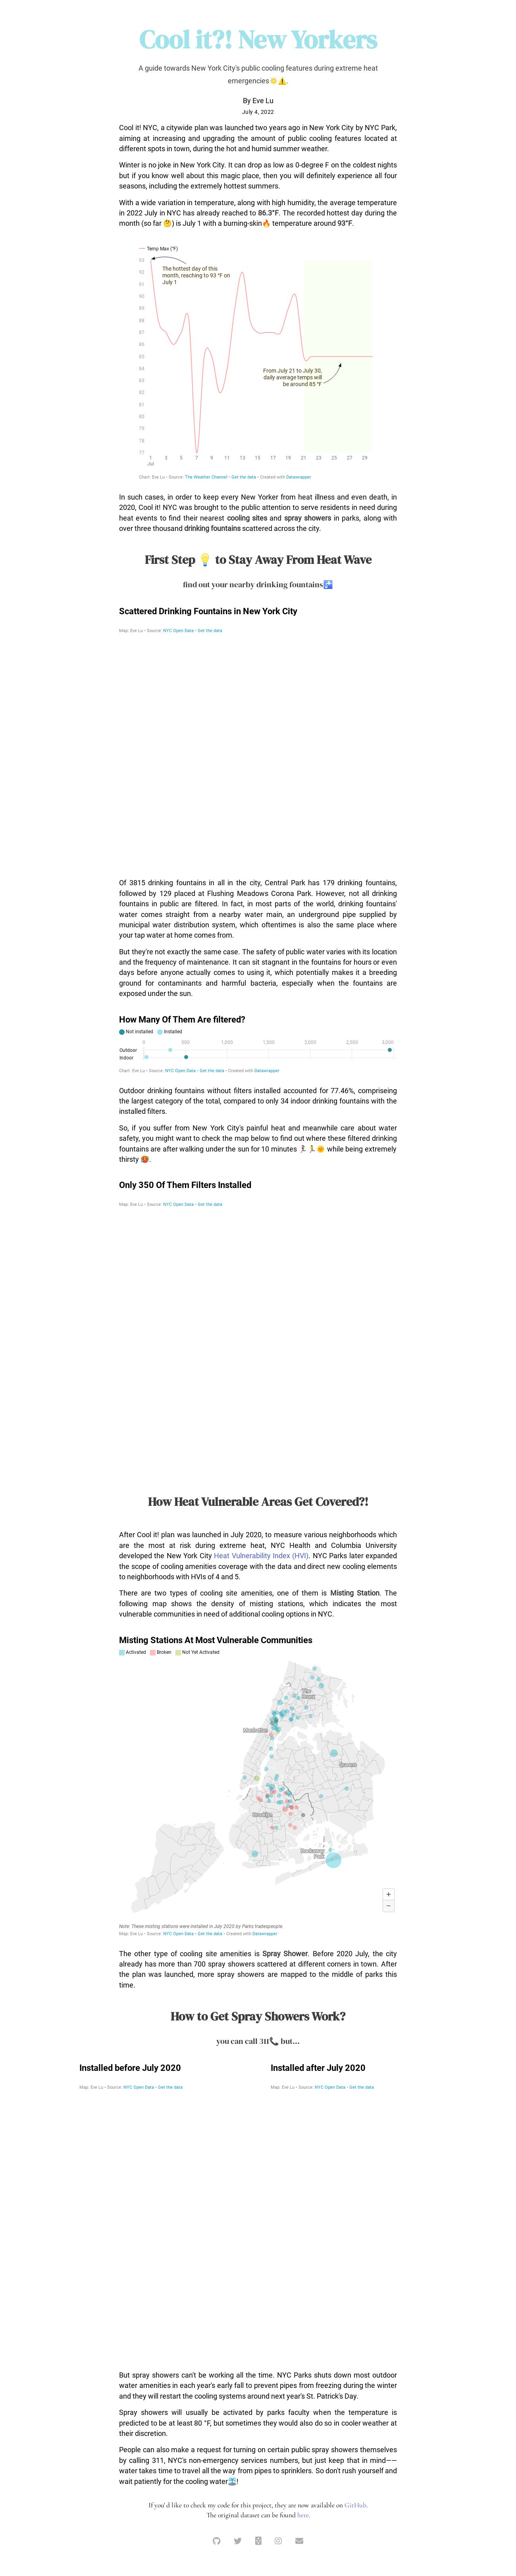 Cool it?! New Yorkers
A guide towards New York City's public cooling features during extreme heat
emergencies☀️⚠️.
By Eve Lu
July 4, 2022
Cool it! NYC, a citywide plan was launched two years ago in New York City by NYC Park,
aiming at increasing and upgrading the amount of public cooling features located at
different spots in town, during the hot and humid summer weather.
Winter is no joke in New York City. It can drop as low as 0-degree F on the coldest nights
but if you know well about this magic place, then you will definitely experience all four
seasons, including the extremely hottest summers.
With a wide variation in temperature, along with high humidity, the average temperature
in 2022 July in NYC has already reached to 86.3°F. The recorded hottest day during the
month (so far 🤔) is July 1 with a burning-skin🔥 temperature around 93°F.
Temp Max (°F)
93
The hottest day of this
month, reaching to 93 °F on
July 1
92
91
90
89
88
87
86
85
From July 21 to July 30,
daily average temps will
be around 85 °F
84
83
82
81
80
79
78
77
1 3 5 7 9 11 13 15 17 19 21 23 25 27 29
Jul
Chart: Eve Lu • Source: The Weather Channel • Get the data • Created with Datawrapper
In such cases, in order to keep every New Yorker from heat illness and even death, in
2020, Cool it! NYC was brought to the public attention to serve residents in need during
heat events to find their nearest cooling sites and spray showers in parks, along with
over three thousand drinking fountains scattered across the city.
First Step 💡 to Stay Away From Heat Wave
find out your nearby drinking fountains🚰
Scattered Drinking Fountains in New York City
Map: Eve Lu • Source: NYC Open Data • Get the data
Of 3815 drinking fountains in all in the city, Central Park has 179 drinking fountains,
followed by 129 placed at Flushing Meadows Corona Park. However, not all drinking
fountains in public are filtered. In fact, in most parts of the world, drinking fountains'
water comes straight from a nearby water main, an underground pipe supplied by
municipal water distribution system, which oftentimes is also the same place where
your tap water at home comes from.
But they're not exactly the same case. The safety of public water varies with its location
and the frequency of maintenance. It can sit stagnant in the fountains for hours or even
days before anyone actually comes to using it, which potentially makes it a breeding
ground for contaminants and harmful bacteria, especially when the fountains are
exposed under the sun.
How Many Of Them Are filtered?
Not installed Installed
0 500 1,000 1,500 2,000 2,500 3,000
Outdoor
Indoor
Chart: Eve Lu • Source: NYC Open Data • Get the data • Created with Datawrapper
Outdoor drinking fountains without filters installed accounted for 77.46%, comprising
the largest category of the total, compared to only 34 indoor drinking fountains with the
installed filters.
So, if you suffer from New York City's painful heat and meanwhile care about water
safety, you might want to check the map below to find out where these filtered drinking
fountains are after walking under the sun for 10 minutes 🏃‍♀️🏃🌞 while being extremely
thirsty 🥵.
Only 350 Of Them Filters Installed
Map: Eve Lu • Source: NYC Open Data • Get the data
How Heat Vulnerable Areas Get Covered?!
After Cool it! plan was launched in July 2020, to measure various neighborhoods which
are the most at risk during extreme heat, NYC Health and Columbia University
developed the New York City Heat Vulnerability Index (HVI). NYC Parks later expanded
the scope of cooling amenities coverage with the data and direct new cooling elements
to neighborhoods with HVIs of 4 and 5.
There are two types of cooling site amenities, one of them is Misting Station. The
following map shows the density of misting stations, which indicates the most
vulnerable communities in need of additional cooling options in NYC.
Misting Stations At Most Vulnerable Communities
Activated Broken Not Yet Activated
The
Bronx
Manhattan
Queens
Brooklyn
Rockaway
Park
+
−
Note: These misting stations were installed in July 2020 by Parks tradespeople.
Map: Eve Lu • Source: NYC Open Data • Get the data • Created with Datawrapper
The other type of cooling site amenities is Spray Shower. Before 2020 July, the city
already has more than 700 spray showers scattered at different corners in town. After
the plan was launched, more spray showers are mapped to the middle of parks this
time.
How to Get Spray Showers Work?
you can call 311📞 but...
Installed before July 2020
Map: Eve Lu • Source: NYC Open Data • Get the data
Installed after July 2020
Map: Eve Lu • Source: NYC Open Data • Get the data
But spray showers can't be working all the time. NYC Parks shuts down most outdoor
water amenities in each year's early fall to prevent pipes from freezing during the winter
and they will restart the cooling systems around next year's St. Patrick's Day.
Spray showers will usually be activated by parks faculty when the temperature is
predicted to be at least 80 °F, but sometimes they would also do so in cooler weather at
their discretion.
People can also make a request for turning on certain public spray showers themselves
by calling 311, NYC's non-emergency services numbers, but just keep that in mind——
water takes time to travel all the way from pipes to sprinklers. So don't rush yourself and
wait patiently for the cooling water🌊!
If you' d like to check my code for this project, they are now available on GitHub.
The original dataset can be found here.